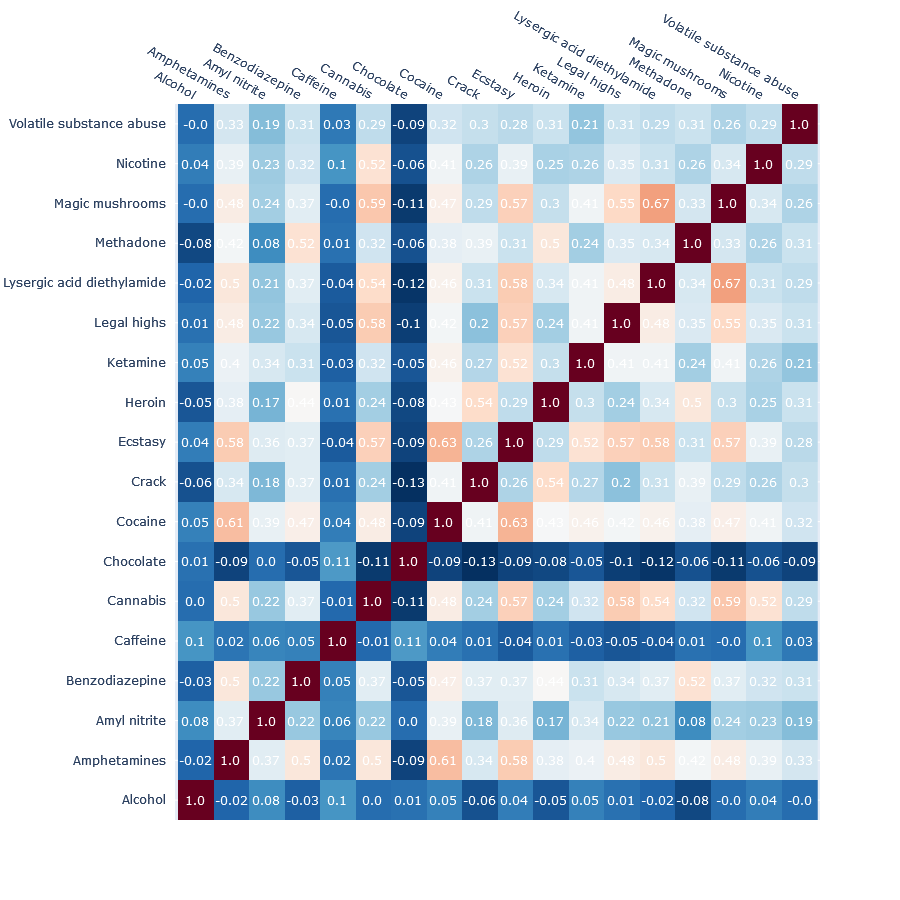 Alcohol
Amphetamines
Amyl nitrite
Benzodiazepine
Caffeine
Cannabis
Chocolate
Cocaine
Crack
Ecstasy
Heroin
Ketamine
Legal highs
Lysergic acid diethylamide
Methadone
Magic mushrooms
Nicotine
Volatile substance abuse
Volatile substance abuse -0.0 0.33 0.19 0.31 0.03 0.29 -0.09 0.32 0.3 0.28 0.31 0.21 0.31 0.29 0.31 0.26 0.29 1.0
Nicotine 0.04 0.39 0.23 0.32 0.1 0.52 -0.06 0.41 0.26 0.39 0.25 0.26 0.35 0.31 0.26 0.34 1.0 0.29
Magic mushrooms -0.0 0.48 0.24 0.37 -0.0 0.59 -0.11 0.47 0.29 0.57 0.3 0.41 0.55 0.67 0.33 1.0 0.34 0.26
Methadone -0.08 0.42 0.08 0.52 0.01 0.32 -0.06 0.38 0.39 0.31 0.5 0.24 0.35 0.34 1.0 0.33 0.26 0.31
Lysergic acid diethylamide -0.02 0.5 0.21 0.37 -0.04 0.54 -0.12 0.46 0.31 0.58 0.34 0.41 0.48 1.0 0.34 0.67 0.31 0.29
Legal highs 0.01 0.48 0.22 0.34 -0.05 0.58 -0.1 0.42 0.2 0.57 0.24 0.41 1.0 0.48 0.35 0.55 0.35 0.31
Ketamine 0.05 0.4 0.34 0.31 -0.03 0.32 -0.05 0.46 0.27 0.52 0.3 1.0 0.41 0.41 0.24 0.41 0.26 0.21
Heroin -0.05 0.38 0.17 0.44 0.01 0.24 -0.08 0.43 0.54 0.29 1.0 0.3 0.24 0.34 0.5 0.3 0.25 0.31
Ecstasy 0.04 0.58 0.36 0.37 -0.04 0.57 -0.09 0.63 0.26 1.0 0.29 0.52 0.57 0.58 0.31 0.57 0.39 0.28
Crack -0.06 0.34 0.18 0.37 0.01 0.24 -0.13 0.41 1.0 0.26 0.54 0.27 0.2 0.31 0.39 0.29 0.26 0.3
Cocaine 0.05 0.61 0.39 0.47 0.04 0.48 -0.09 1.0 0.41 0.63 0.43 0.46 0.42 0.46 0.38 0.47 0.41 0.32
Chocolate 0.01 -0.09 0.0 -0.05 0.11 -0.11 1.0 -0.09 -0.13 -0.09 -0.08 -0.05 -0.1 -0.12 -0.06 -0.11 -0.06 -0.09
Cannabis 0.0 0.5 0.22 0.37 -0.01 1.0 -0.11 0.48 0.24 0.57 0.24 0.32 0.58 0.54 0.32 0.59 0.52 0.29
Caffeine 0.1 0.02 0.06 0.05 1.0 -0.01 0.11 0.04 0.01 -0.04 0.01 -0.03 -0.05 -0.04 0.01 -0.0 0.1 0.03
Benzodiazepine -0.03 0.5 0.22 1.0 0.05 0.37 -0.05 0.47 0.37 0.37 0.44 0.31 0.34 0.37 0.52 0.37 0.32 0.31
Amyl nitrite 0.08 0.37 1.0 0.22 0.06 0.22 0.0 0.39 0.18 0.36 0.17 0.34 0.22 0.21 0.08 0.24 0.23 0.19
Amphetamines -0.02 1.0 0.37 0.5 0.02 0.5 -0.09 0.61 0.34 0.58 0.38 0.4 0.48 0.5 0.42 0.48 0.39 0.33
Alcohol 1.0 -0.02 0.08 -0.03 0.1 0.0 0.01 0.05 -0.06 0.04 -0.05 0.05 0.01 -0.02 -0.08 -0.0 0.04 -0.0